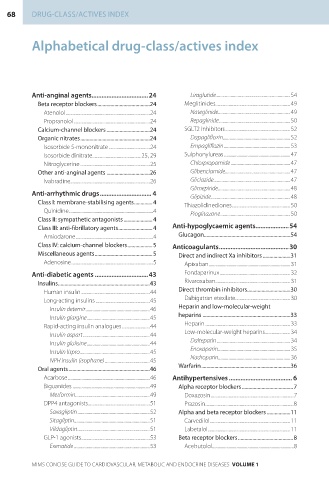 68 DRUG-CLASS/ACTIVES INDEX
Alphabetical drug-class/actives index
Anti-anginal agents 24
Beta receptor blockers 24
Atenolol 24
Propranolol 24
Calcium-channel blockers 24
Organic nitrates 24
Isosorbide 5-mononitrate 24
Isosorbide dinitrate 25, 29
Nitroglycerine 25
Other anti-anginal agents 26
Ivabradine 26
Anti-arrhythmic drugs 4
Class I: membrane-stabilising agents 4
Quinidine 4
Class II: sympathetic antagonists 4
Class III: anti-fibrillatory agents 4
Amiodarone 4
Class IV: calcium-channel blockers 5
Miscellaneous agents 5
Adenosine 5
Anti-diabetic agents 43
Insulins 43
Human insulin 44
Long-acting insulins 45
Insulin detemir 46
Insulin glargine 45
Rapid-acting insulin analogues 44
Insulin aspart 44
Insulin glulisine 44
Insulin lispro 45
NPH insulin (isophane) 45
Oral agents 46
Acarbose 46
Biguanides 49
Metformin 49
DPP4 antagonists 51
Saxagliptin 52
Sitagliptin 51
Vildagliptin 51
GLP-1 agonists 53
Exenatide 53
Liraglutide 54
Meglitinides 49
Nateglinide 49
Repaglinide 50
SGLT2 inhibitors 52
Dapagliflozin 52
Empagliflozin 53
Sulphonylureas 47
Chlorpropamide 47
Glibenclamide 47
Gliclazide 47
Glimepiride 48
Glipizide 48
Thiazolidinediones 50
Pioglitazone 50
Anti-hypoglycaemic agents 54
Glucagon 54
Anticoagulants 30
Direct and indirect Xa inhibitors 31
Apixaban 31
Fondaparinux 32
Rivaroxaban 31
Direct thrombin inhibitors 30
Dabigatran etexilate 30
Heparin and low-molecular-weight
heparins 33
Heparin 33
Low-molecular-weight heparins 34
Dalteparin 34
Enoxaparin 35
Nadroparin 36
Warfarin 36
Antihypertensives 6
Alpha receptor blockers 7
Doxazosin 7
Prazosin 8
Alpha and beta receptor blockers 11
Carvedilol 11
Labetalol 11
Beta receptor blockers 8
Acebutolol 8
MIMS CONCISE GUIDE TO CARDIOVASCULAR, METABOLIC AND ENDOCRINE DISEASES VOLUME 1